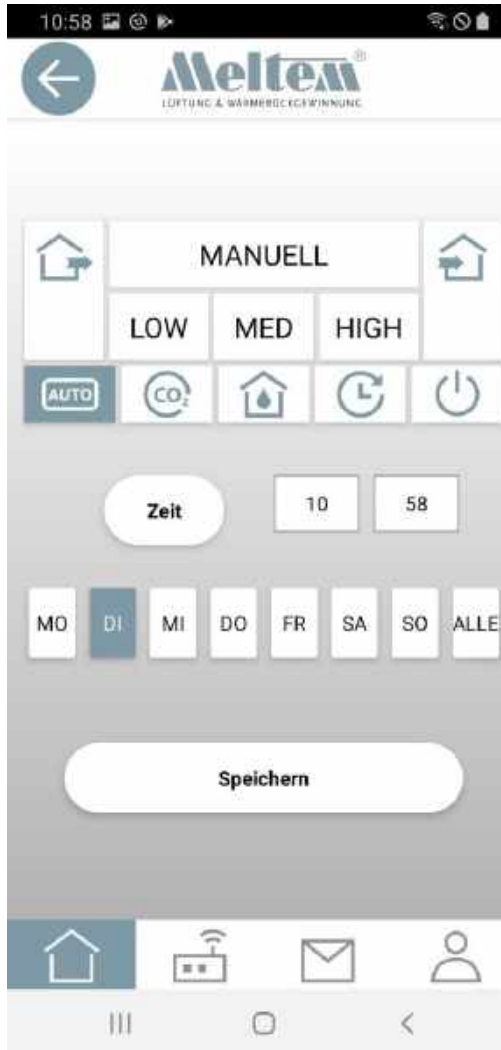 10:58
Meltem®
LÜFTUNG & WÄRMERÜCKGEWINNUNG
MANUELL
LOW MED HIGH
AUTO CO2
Zeit 10 58
MO DI MI DO FR SA SO ALLE
Speichern